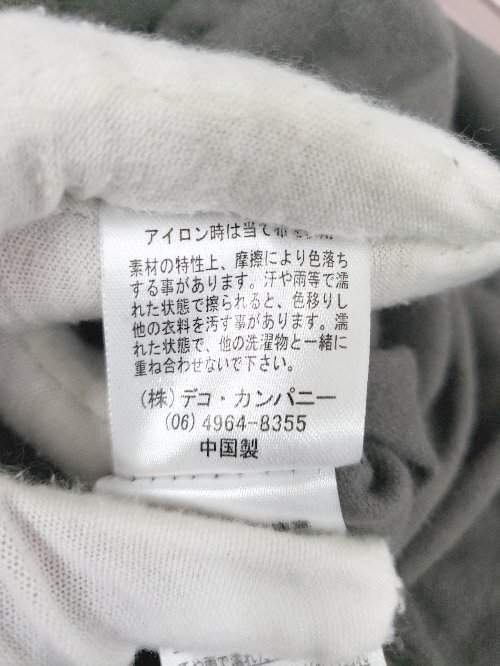 アイロン時は当て布を使用
素材の特性上、摩擦により色落ち
する事があります。汗や雨等で濡
れた状態で擦られると、色移りし
他の衣料を汚す事があります。濡
れた状態で、他の洗濯物と一緒に
重ね合わせないで下さい。
(株)デコ・カンパニー
(06) 4964-8355
中国製